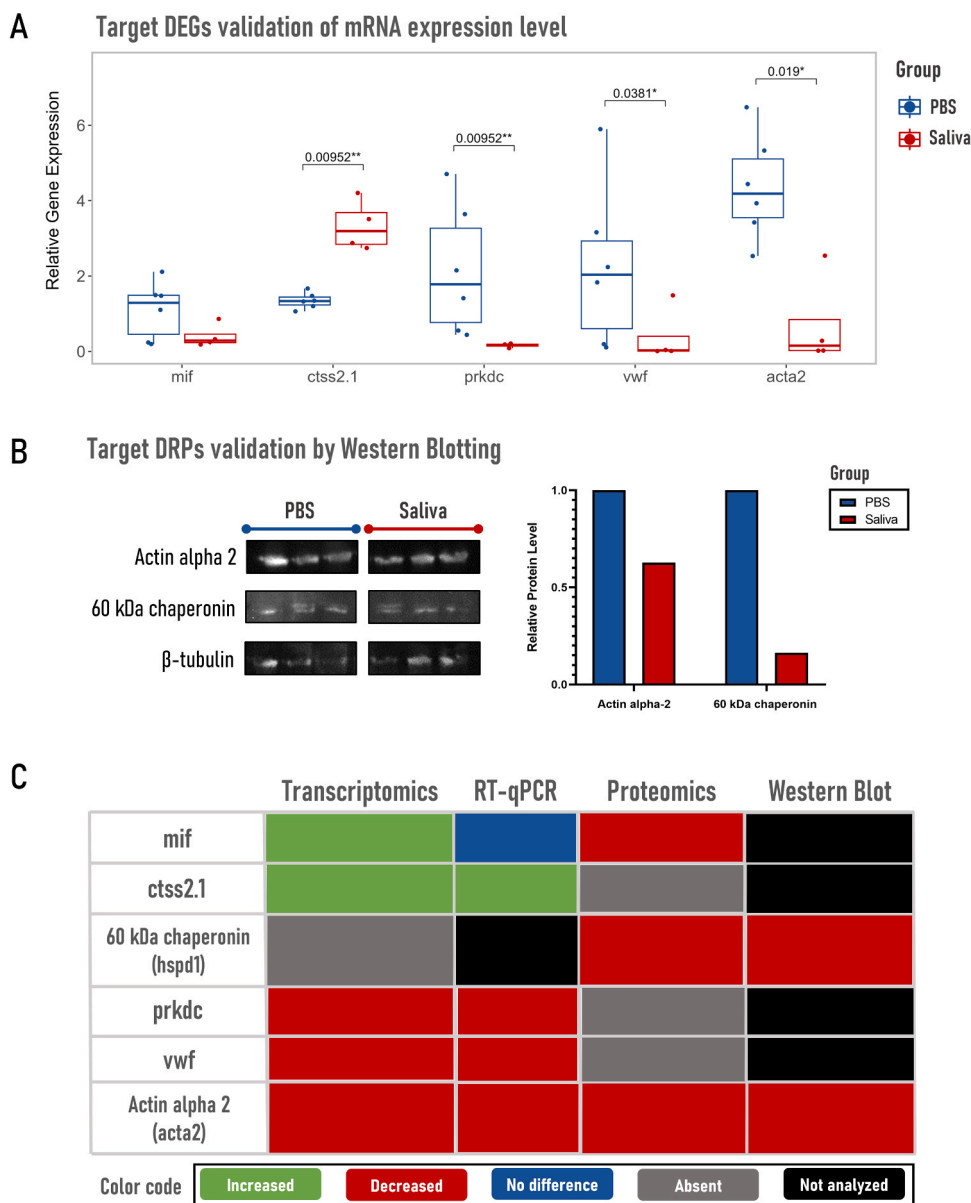 A
Target DEGs validation of mRNA expression level
Relative Gene Expression
6
4
2
0
0.00952**
0.00952**
0.0381*
0.019*
mif
ctss2.1
prkdc
vwf
acta2
Group
PBS
Saliva
B
Target DRPs validation by Western Blotting
PBS
Saliva
Actin alpha 2
60 kDa chaperonin
β-tubulin
Relative Protein Level
1.0
0.5
0.0
Actin alpha-2
60 kDa chaperonin
Group
PBS
Saliva
C
Transcriptomics RT-qPCR Proteomics Western Blot
mif
ctss2.1
60 kDa chaperonin
(hspd1)
prkdc
vwf
Actin alpha 2
(acta2)
Color code Increased Decreased No difference Absent Not analyzed